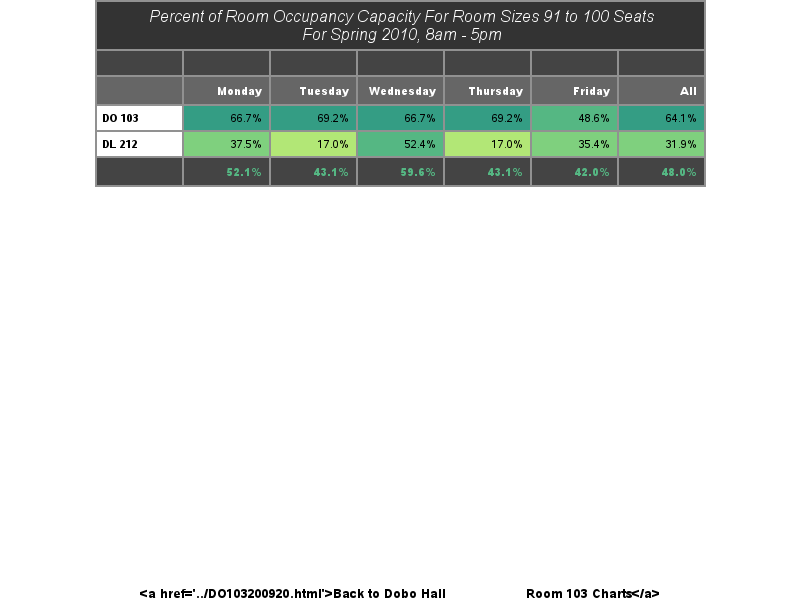 Percent of Room Occupancy Capacity For Room Sizes 91 to 100 Seats
For Spring 2010, 8am - 5pm
Monday Tuesday Wednesday Thursday Friday All
DO 103 66.7% 69.2% 66.7% 69.2% 48.6% 64.1%
DL 212 37.5% 17.0% 52.4% 17.0% 35.4% 31.9%
52.1% 43.1% 59.6% 43.1% 42.0% 48.0%
<a href='../DO103200920.html'>Back to Dobo Hall Room 103 Charts</a>